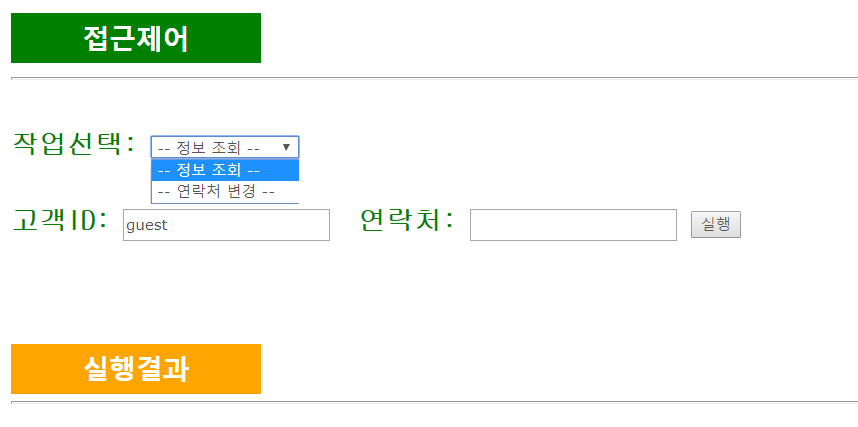 접근제어
작업선택: -- 정보 조회 -- ▼
-- 정보 조회 --
-- 연락처 변경 --
고객ID: guest 연락처: 실행
실행결과